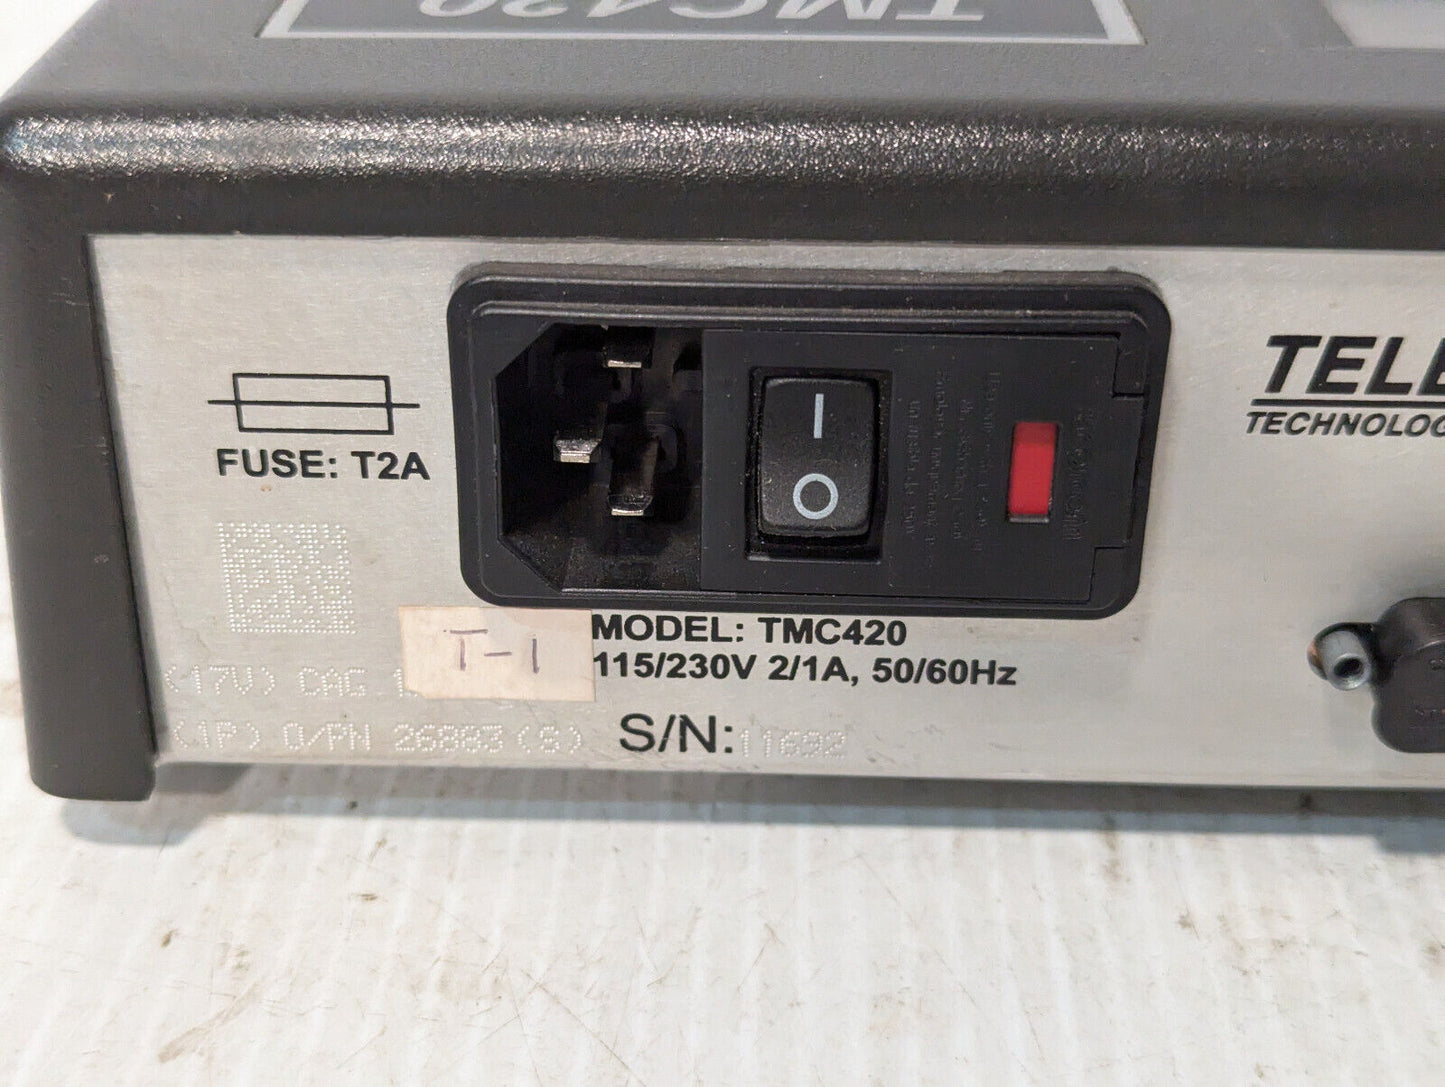 TMC420
TELE
TECHNOLOG
FUSE: T2A
I
O
T-1
MODEL: TMC420
115/230V 2/1A, 50/60Hz
(17V) CAG 1
(1P) O/PN 26883 (S) S/N: 11692